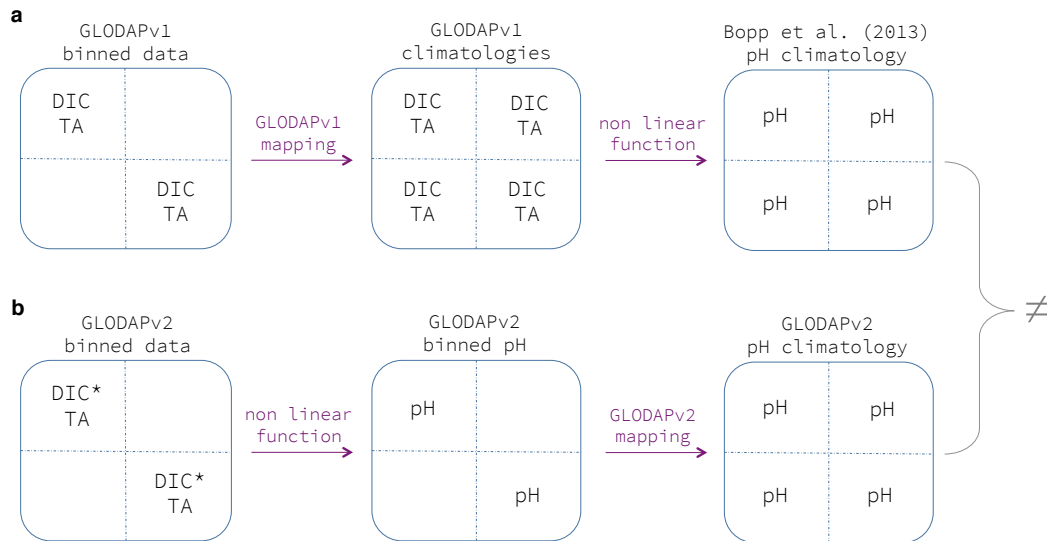 a
GLODAPv1
binned data
GLODAPv1
climatologies
Bopp et al. (2013)
pH climatology
DIC
TA
DIC
TA
GLODAPv1
mapping
DIC
TA
DIC
TA
DIC
TA
DIC
TA
non linear
function
pH
pH
pH
pH
≠
b
GLODAPv2
binned data
GLODAPv2
binned pH
GLODAPv2
pH climatology
DIC*
TA
DIC*
TA
non linear
function
pH
pH
GLODAPv2
mapping
pH
pH
pH
pH